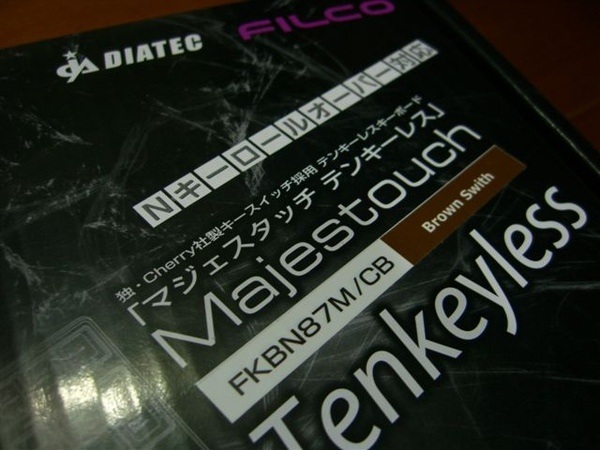 DIATEC
FILCO
Nキーロールオーバー対応
独・Cherry社製キースイッチ採用 テンキーレスキーボード
「マジェスタッチ テンキーレス」
Majestouch
FKBN87M/CB
Brown Swith
Tenkeyless